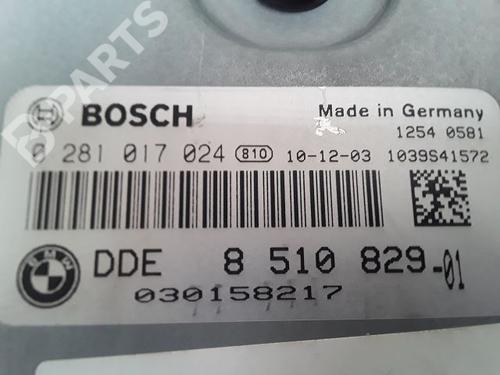 B-PARTS
BOSCH
Made in Germany
1254 0581
0 281 017 024 810 10-12-03 1039S41572
BMW DDE 8 510 829-01
030158217